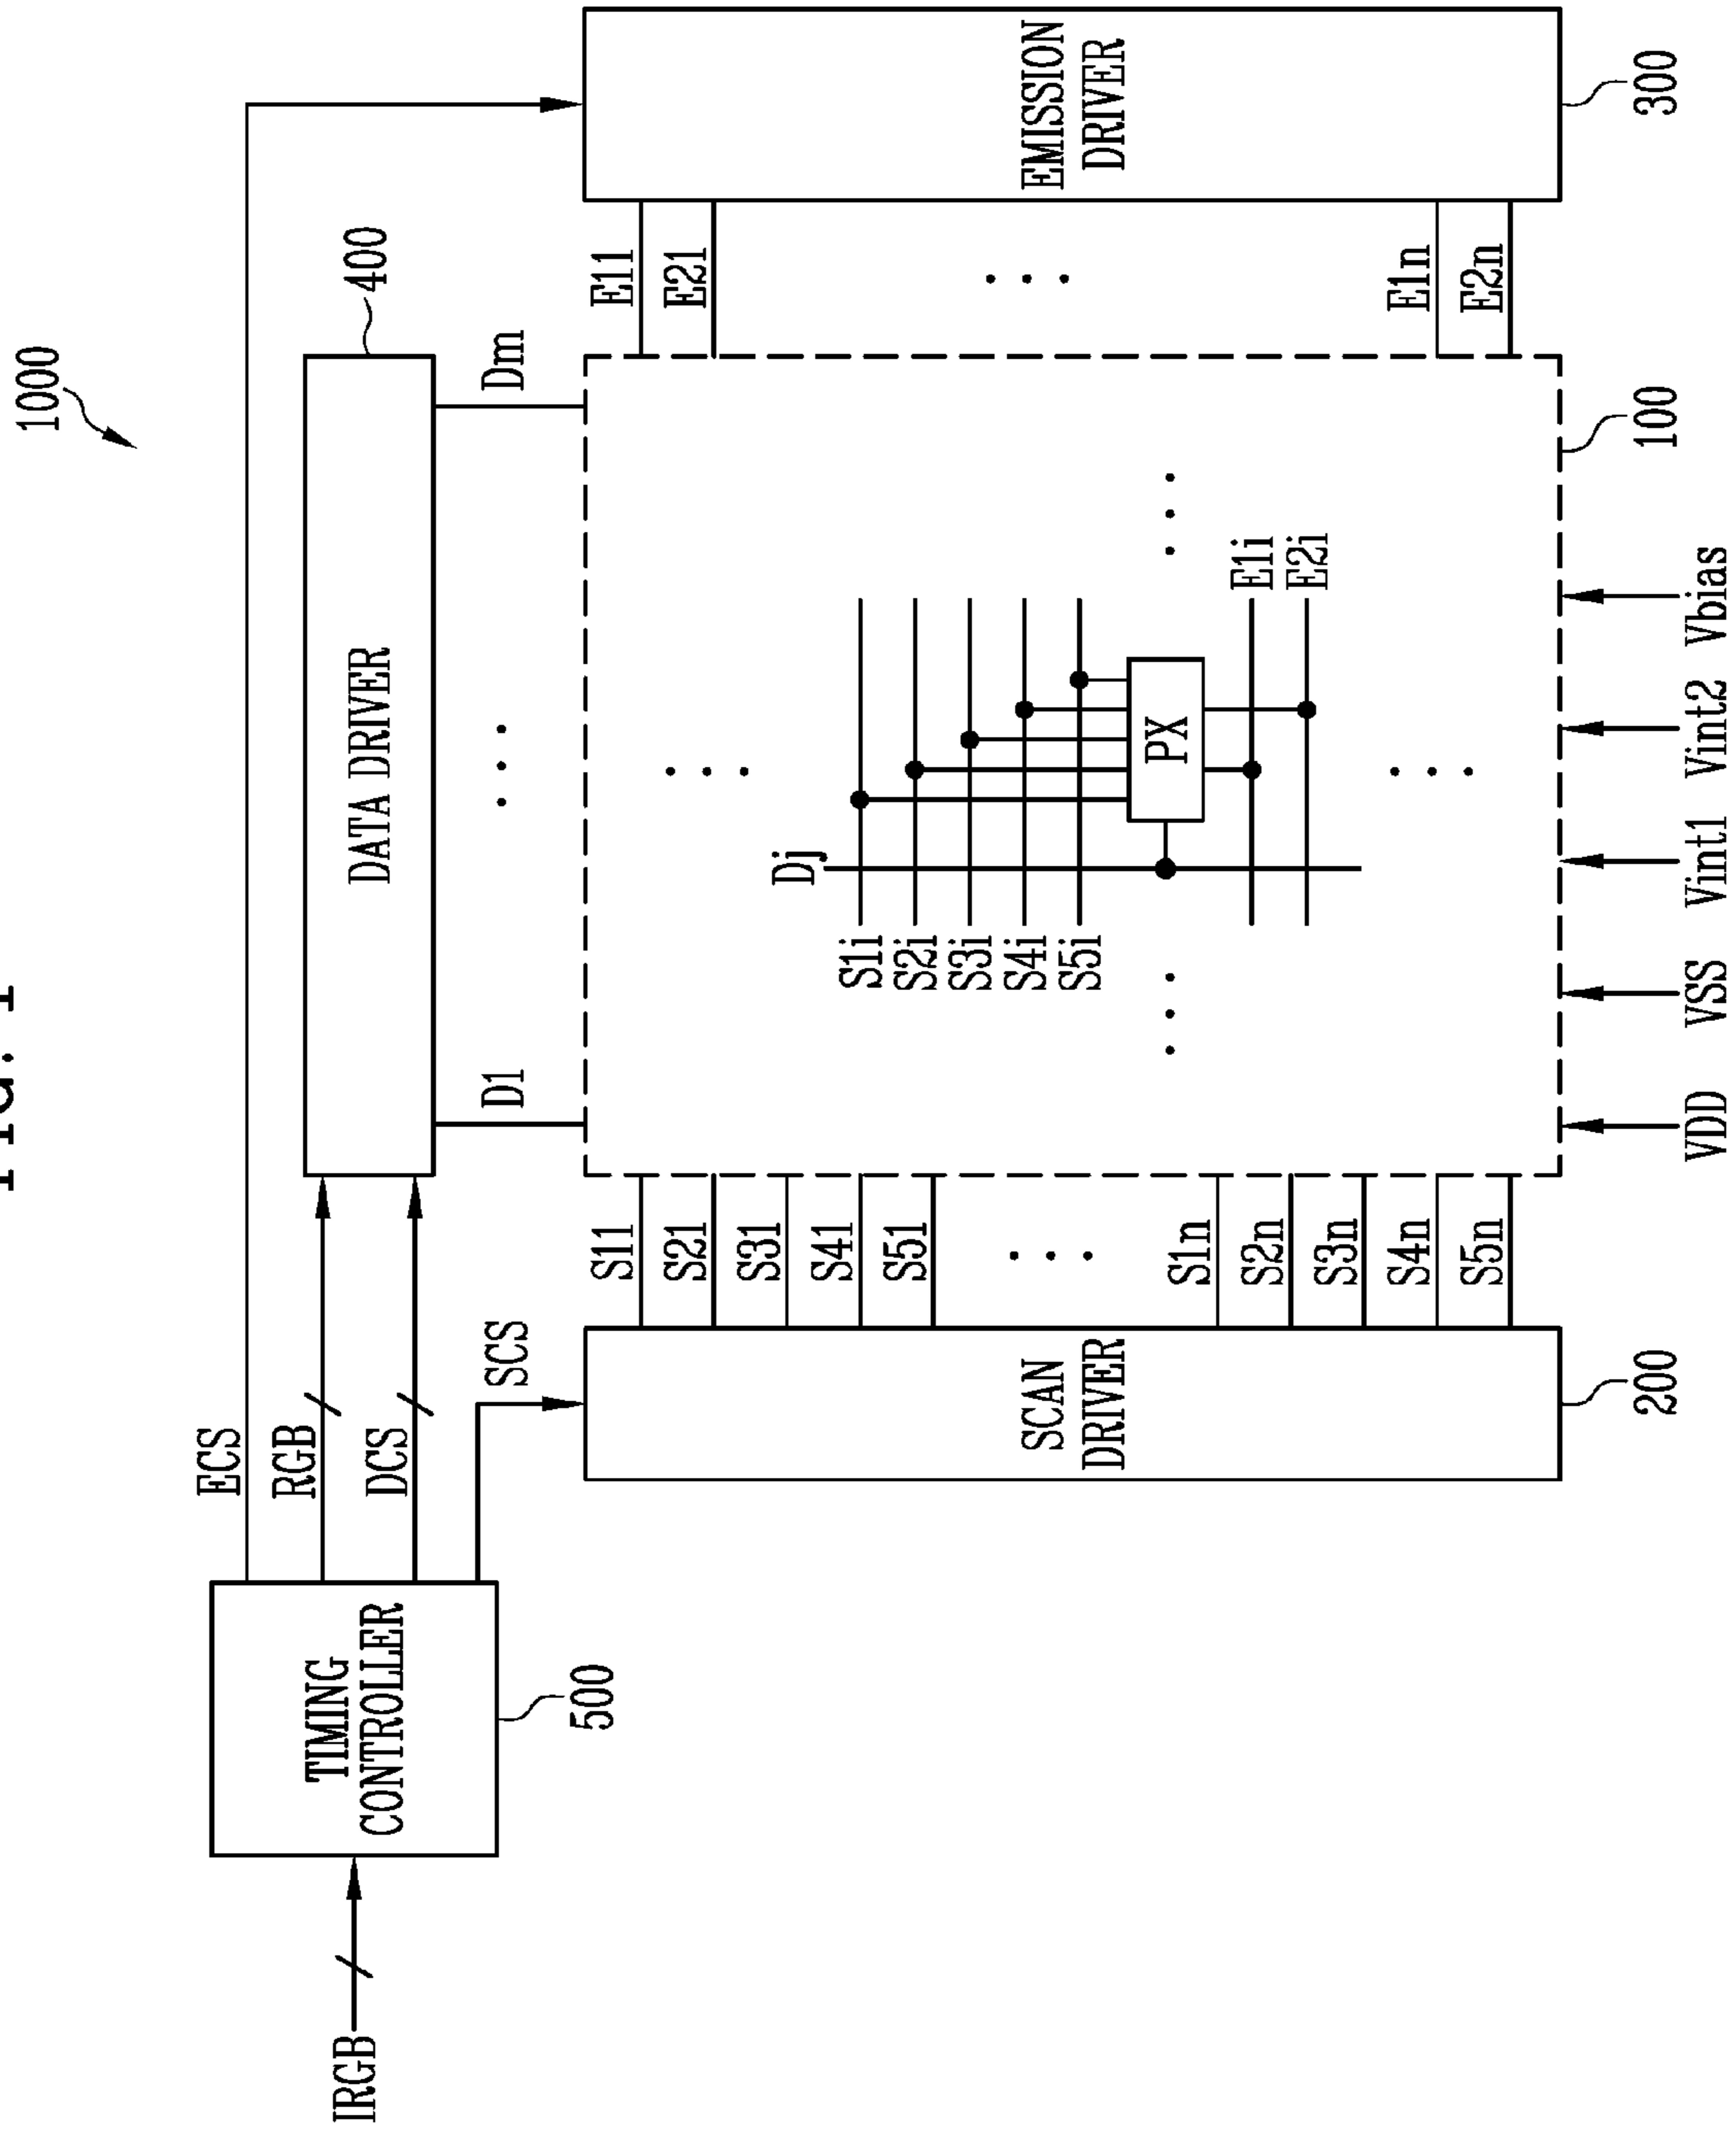 FIG. 1
1000
400
DATA DRIVER
ECS
RGB
DCS
SCS
IRGB
TIMING
CONTROLLER
500
D1
Dm
S11
S21
S31
S41
S51
S1n
S2n
S3n
S4n
S5n
SCAN
DRIVER
200
Dj
S1i
S2i
S3i
S4i
S5i
PX
E1i
E2i
E11
E21
E1n
E2n
EMISSION
DRIVER
300
100
VDD
VSS
Vint1
Vint2
Vbias